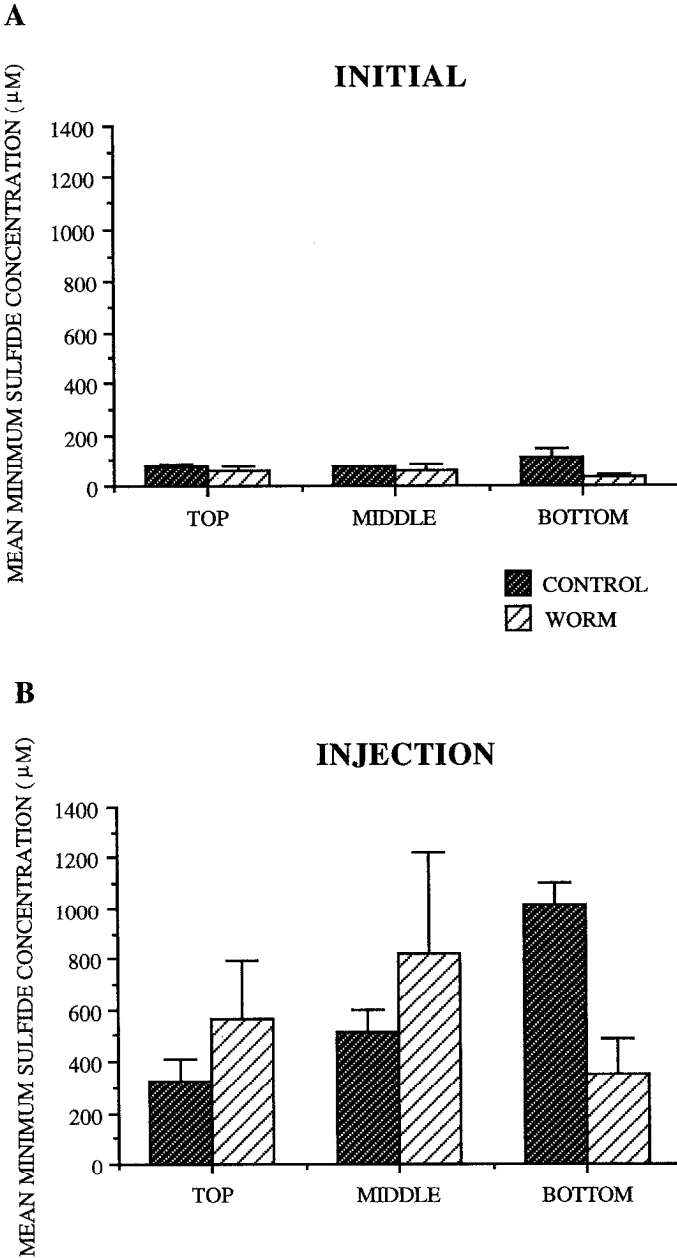 A
INITIAL
MEAN MINIMUM SULFIDE CONCENTRATION (μM)
1400
1200
1000
800
600
400
200
0
TOP MIDDLE BOTTOM
CONTROL
WORM
B
INJECTION
MEAN MINIMUM SULFIDE CONCENTRATION (μM)
1400
1200
1000
800
600
400
200
0
TOP MIDDLE BOTTOM